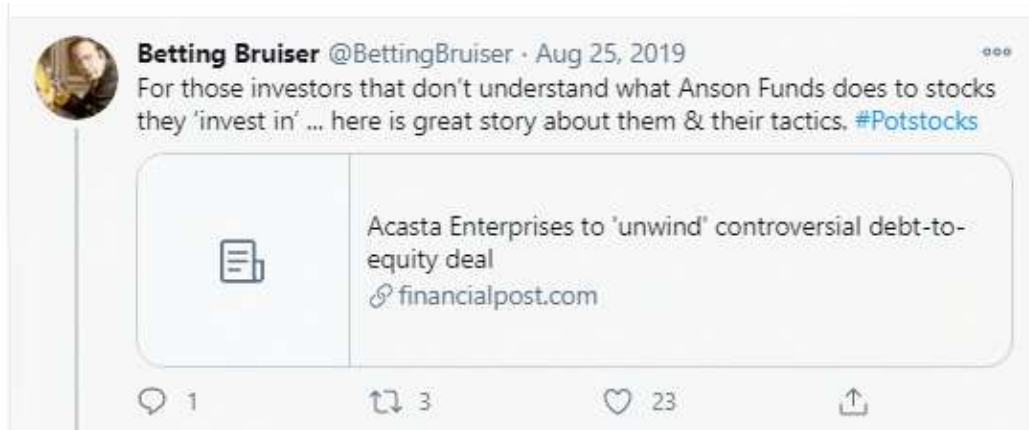 Betting Bruiser @BettingBruiser · Aug 25, 2019
For those investors that don't understand what Anson Funds does to stocks
they 'invest in' ... here is great story about them & their tactics. #Potstocks
Acasta Enterprises to 'unwind' controversial debt-to-
equity deal
financialpost.com
1 3 23